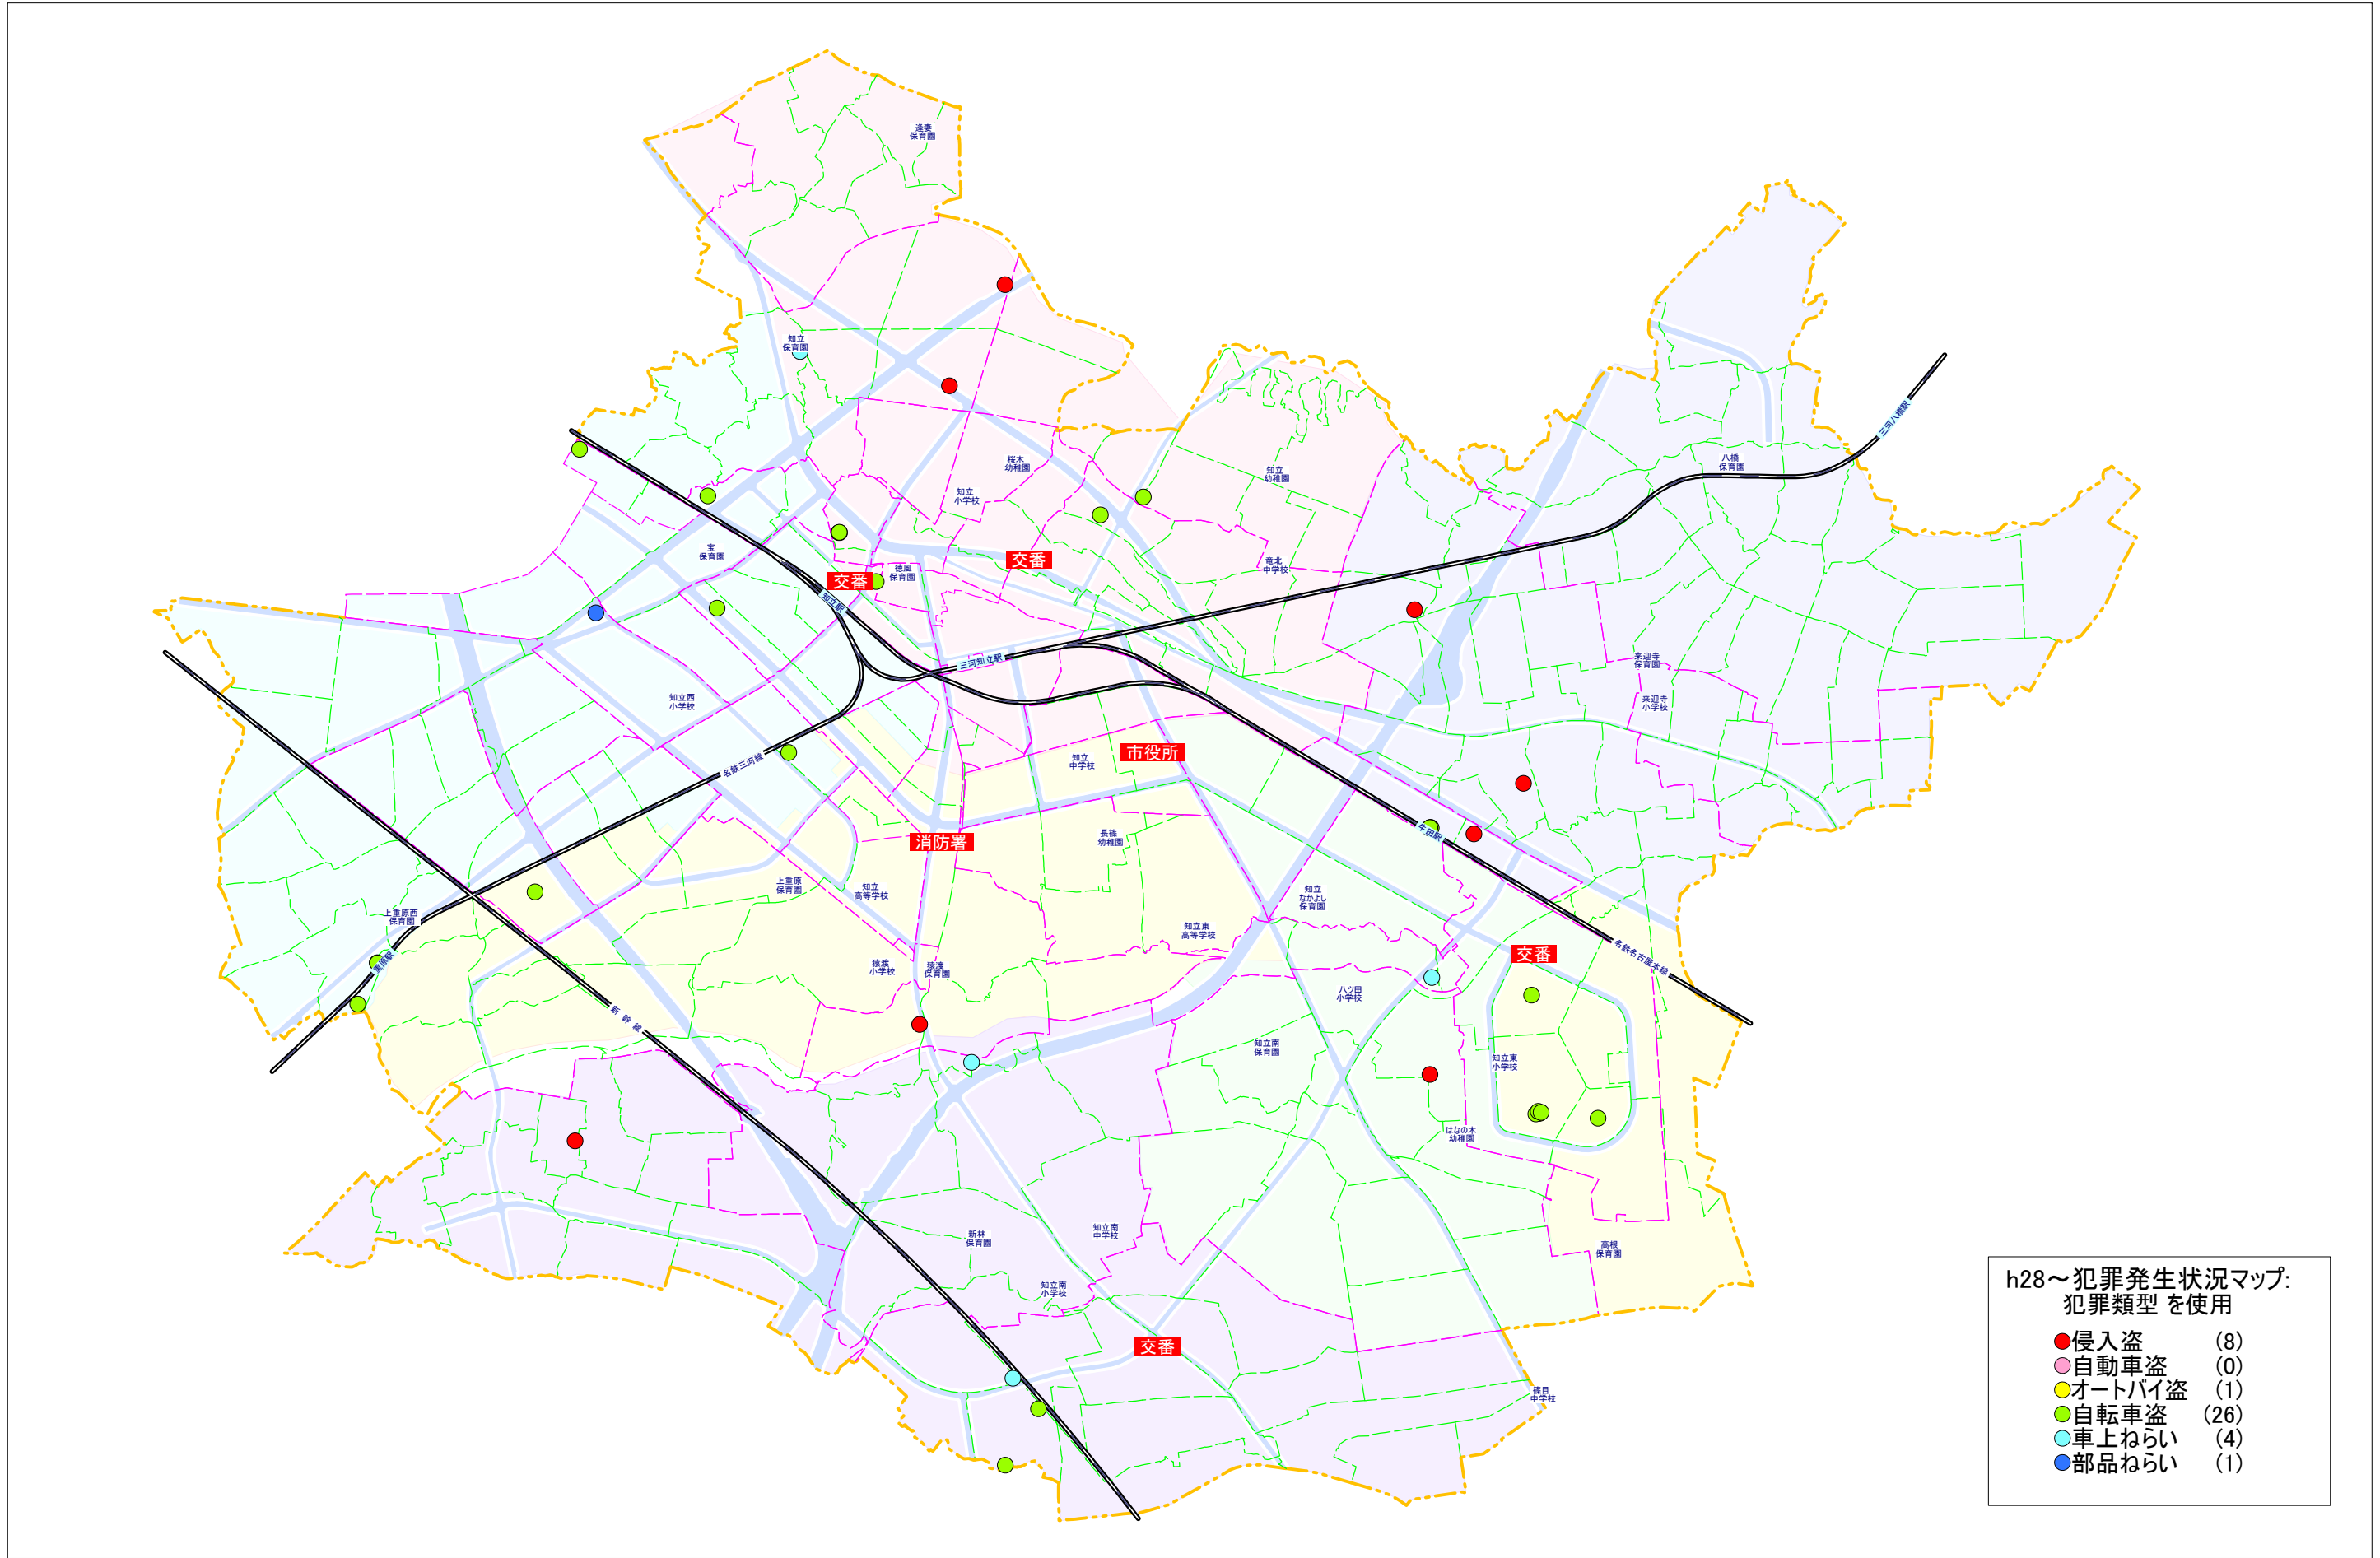 逢妻
保育園
知立
保育園
桜木
幼稚園
知立
小学校
知立
幼稚園
八橋
保育園
三河八橋駅
宝
保育園
交番
交番
徳風
保育園
竜北
中学校
知立駅
三河知立駅
知立西
小学校
来迎寺
保育園
来迎寺
小学校
名鉄三河線
知立
中学校
市役所
消防署
長篠
幼稚園
牛田駅
上重原
保育園
知立
高等学校
知立
なかよし
保育園
上重原西
保育園
重原駅
知立東
高等学校
猿渡
小学校
猿渡
保育園
交番
名鉄名古屋本線
新幹線
八ツ田
小学校
知立南
保育園
知立東
小学校
はなの木
幼稚園
新林
保育園
知立南
中学校
高根
保育園
知立南
小学校
交番
篠目
中学校
h28～犯罪発生状況マップ:
犯罪類型 を使用
侵入盗 (8)
自動車盗 (0)
オートバイ盗 (1)
自転車盗 (26)
車上ねらい (4)
部品ねらい (1)